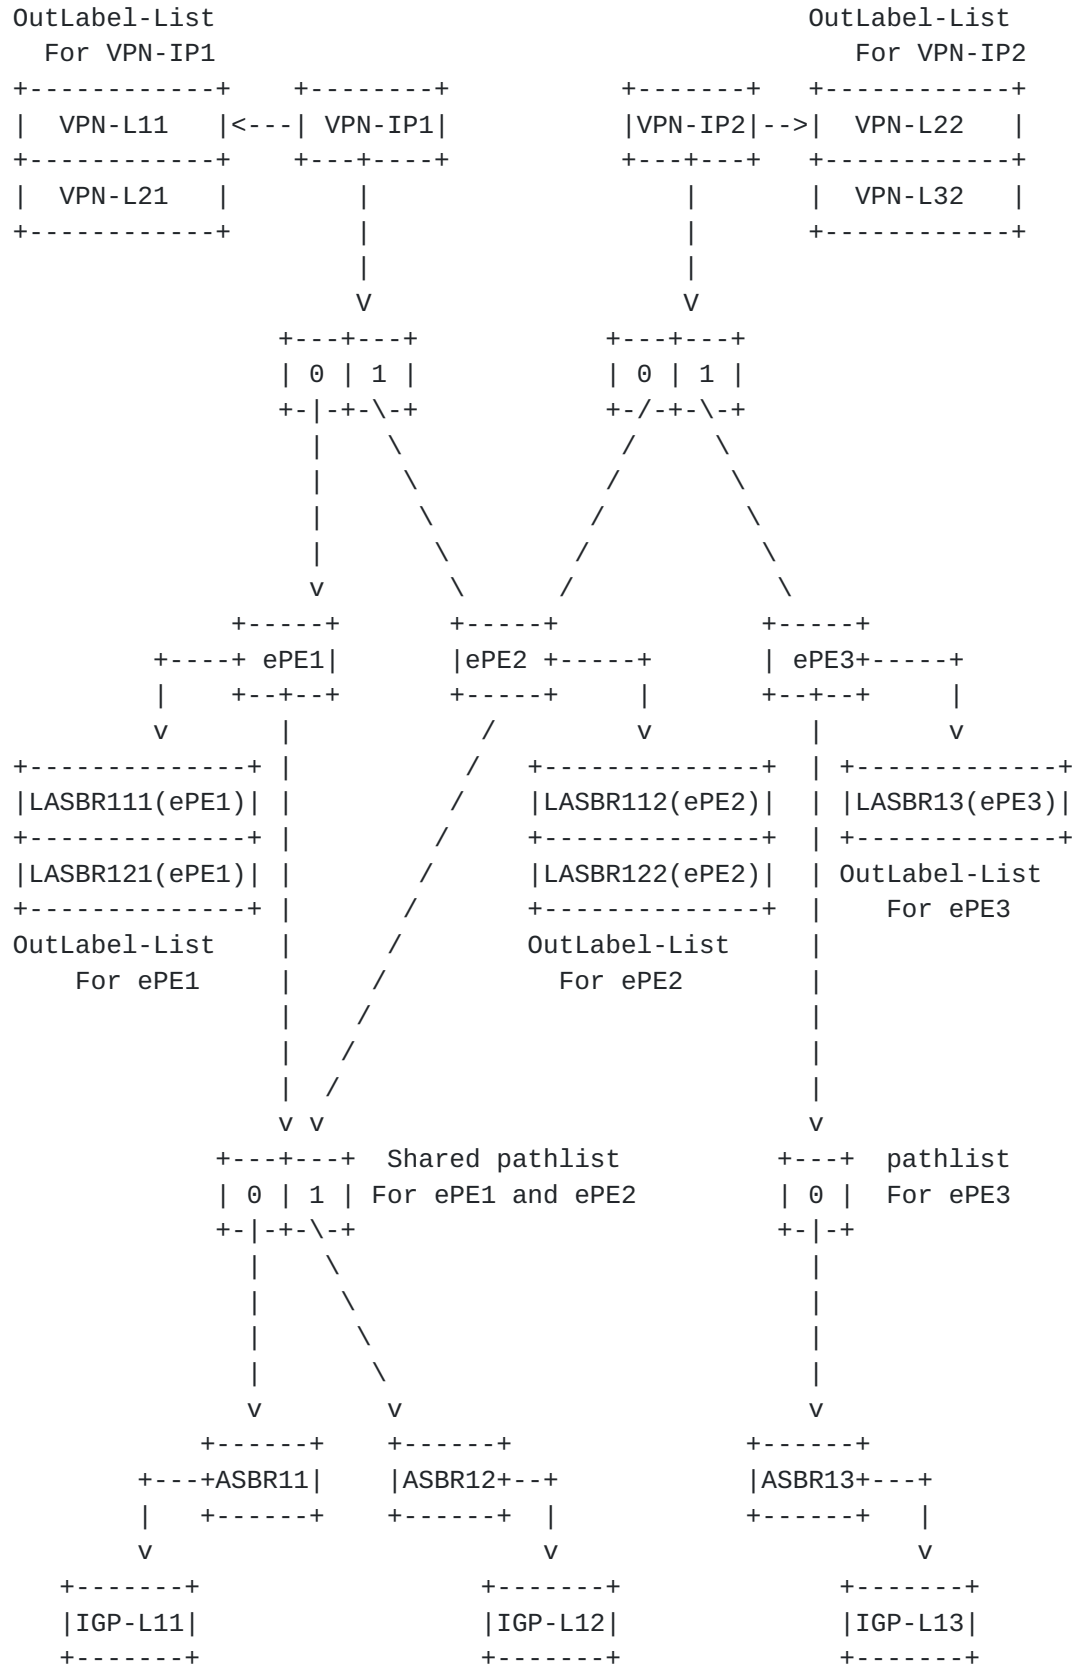 OutLabel-List OutLabel-List
For VPN-IP1 For VPN-IP2
VPN-L11 VPN-IP1 VPN-IP2 VPN-L22
VPN-L21 VPN-L32
0 1 0 1
ePE1 ePE2 ePE3
LASBR111(ePE1) LASBR112(ePE2) LASBR13(ePE3)
LASBR121(ePE1) LASBR122(ePE2) OutLabel-List
For ePE3
OutLabel-List OutLabel-List
For ePE1 For ePE2
Shared pathlist pathlist
0 1 For ePE1 and ePE2 0 For ePE3
ASBR11 ASBR12 ASBR13
IGP-L11 IGP-L12 IGP-L13